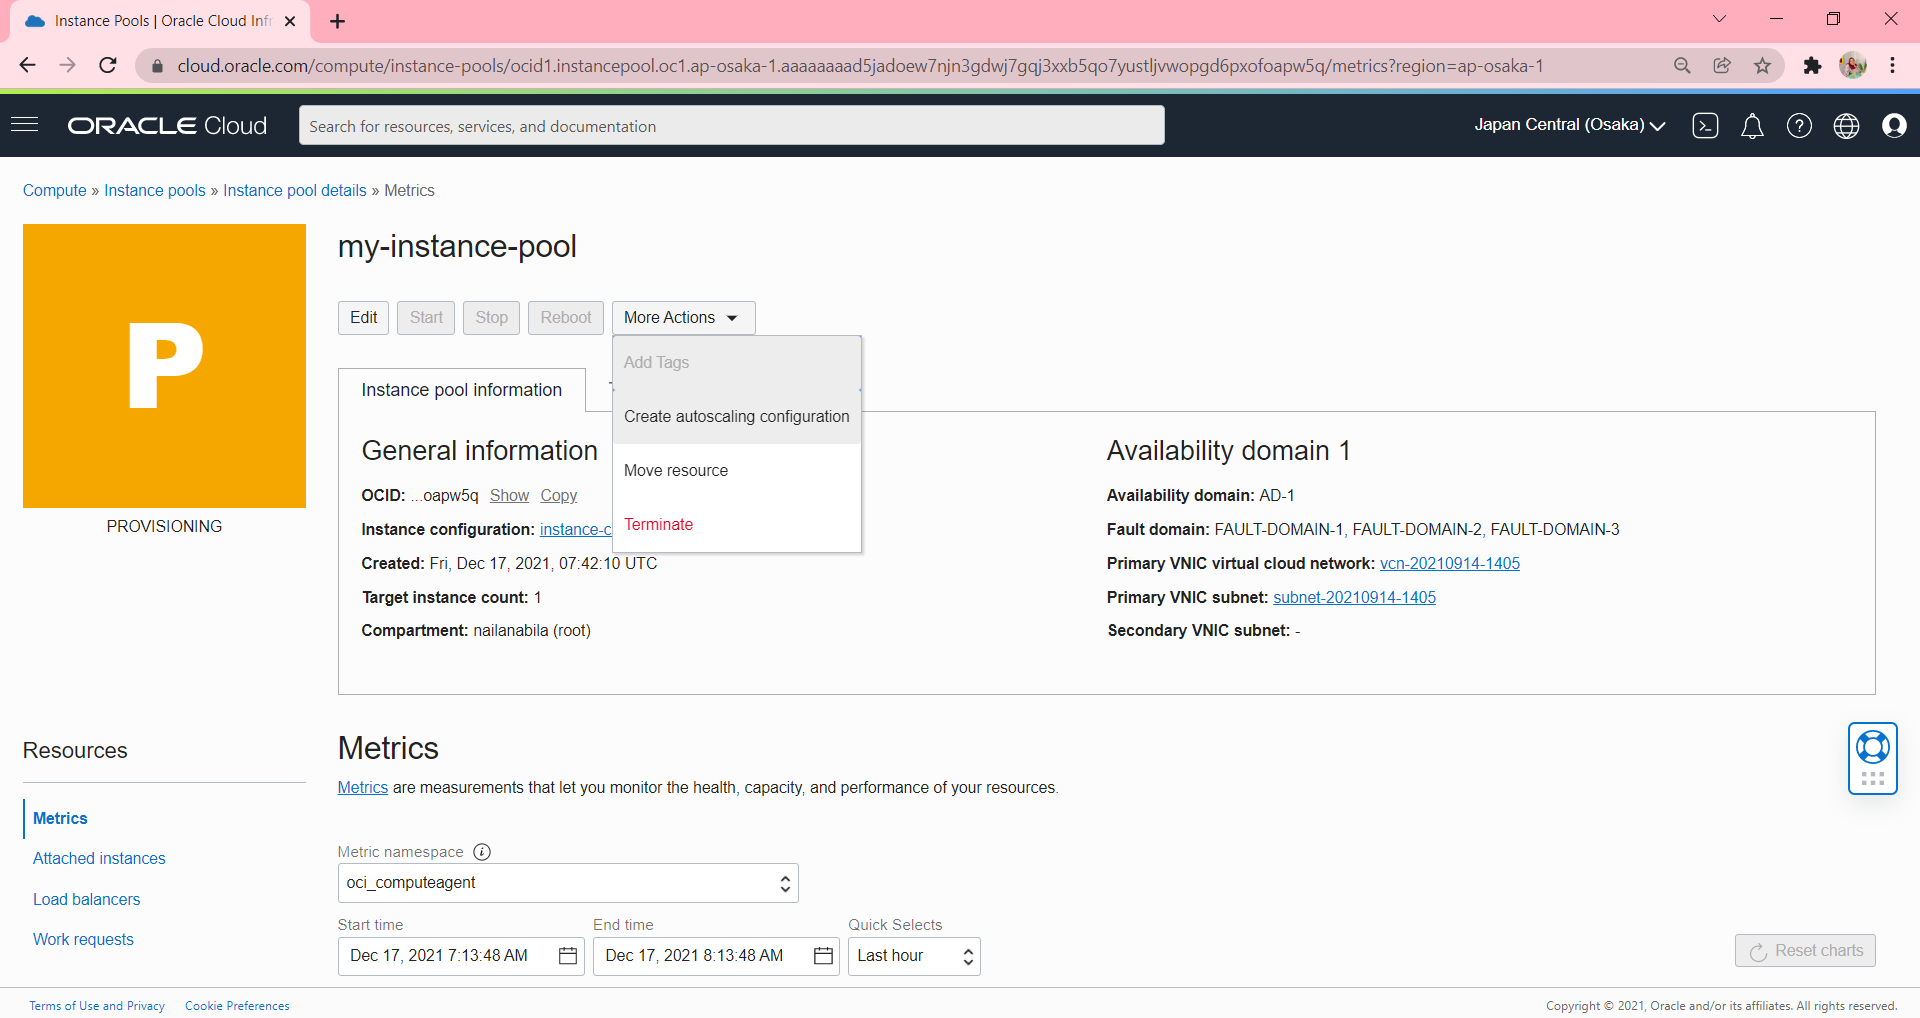 Instance Pools | Oracle Cloud Infr
cloud.oracle.com/compute/instance-pools/ocid1.instancepool.oc1.ap-osaka-1.aaaaaaaad5jadoew7njn3gdwj7gqj3xxb5qo7yustljvwopgd6pxofoapw5q/metrics?region=ap-osaka-1
ORACLE Cloud
Search for resources, services, and documentation
Japan Central (Osaka)
Compute » Instance pools » Instance pool details » Metrics
P
PROVISIONING
my-instance-pool
Edit Start Stop Reboot More Actions
Add Tags
Create autoscaling configuration
Move resource
Terminate
Instance pool information
General information
OCID: ...oapw5q Show Copy
Instance configuration: instance-c
Created: Fri, Dec 17, 2021, 07:42:10 UTC
Target instance count: 1
Compartment: nailanabila (root)
Availability domain 1
Availability domain: AD-1
Fault domain: FAULT-DOMAIN-1, FAULT-DOMAIN-2, FAULT-DOMAIN-3
Primary VNIC virtual cloud network: vcn-20210914-1405
Primary VNIC subnet: subnet-20210914-1405
Secondary VNIC subnet: -
Resources
Metrics
Attached instances
Load balancers
Work requests
Metrics
Metrics are measurements that let you monitor the health, capacity, and performance of your resources.
Metric namespace
oci_computeagent
Start time
Dec 17, 2021 7:13:48 AM
End time
Dec 17, 2021 8:13:48 AM
Quick Selects
Last hour
Reset charts
Terms of Use and Privacy Cookie Preferences
Copyright © 2021, Oracle and/or its affiliates. All rights reserved.